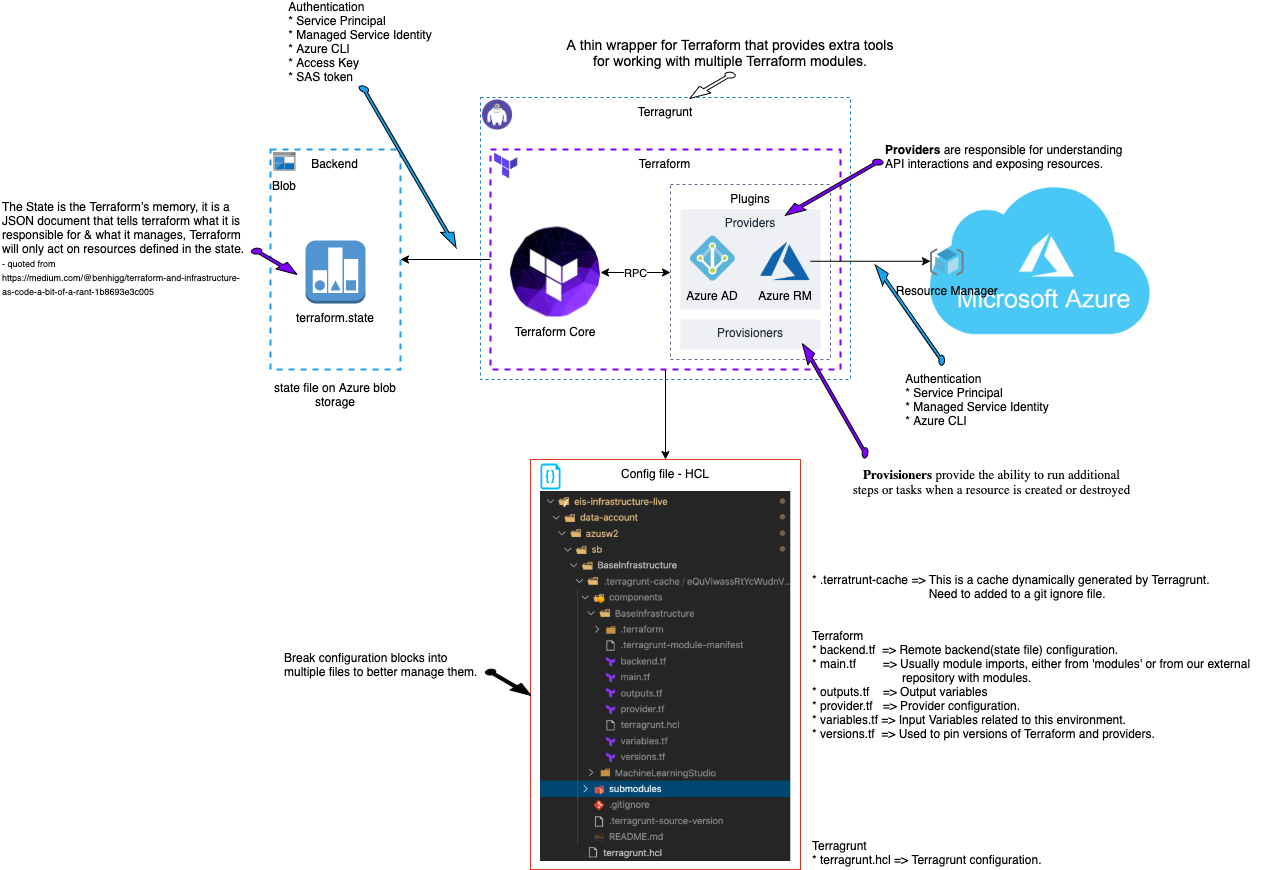 Authentication
* Service Principal
* Managed Service Identity
* Azure CLI
* Access Key
* SAS token
A thin wrapper for Terraform that provides extra tools
for working with multiple Terraform modules.
Terragrunt
Backend
Blob
Terraform
Providers are responsible for understanding
API interactions and exposing resources.
The State is the Terraform's memory, it is a
JSON document that tells terraform what it is
responsible for & what it manages, Terraform
will only act on resources defined in the state.
- quoted from
https://medium.com/@benhigg/terraform-and-infrastructure-
as-code-a-bit-of-a-rant-1b8693e3c005
terraform.state
state file on Azure blob
storage
Terraform Core
RPC
Plugins
Providers
Azure AD
Azure RM
Provisioners
Resource Manager
Microsoft Azure
Authentication
* Service Principal
* Managed Service Identity
* Azure CLI
Provisioners provide the ability to run additional
steps or tasks when a resource is created or destroyed
Config file - HCL
eis-infrastructure-live
data-account
azusw2
sb
BaseInfrastructure
.terragrunt-cache / eQuViwassRtYcWudnV...
components
BaseInfrastructure
.terraform
.terragrunt-module-manifest
backend.tf
main.tf
outputs.tf
provider.tf
terragrunt.hcl
variables.tf
versions.tf
MachineLearningStudio
submodules
.gitignore
.terragrunt-source-version
README.md
terragrunt.hcl
Break configuration blocks into
multiple files to better manage them.
* .terratrunt-cache => This is a cache dynamically generated by Terragrunt.
Need to added to a git ignore file.
Terraform
* backend.tf => Remote backend(state file) configuration.
* main.tf => Usually module imports, either from 'modules' or from our external
repository with modules.
* outputs.tf => Output variables
* provider.tf => Provider configuration.
* variables.tf => Input Variables related to this environment.
* versions.tf => Used to pin versions of Terraform and providers.
Terragrunt
* terragrunt.hcl => Terragrunt configuration.